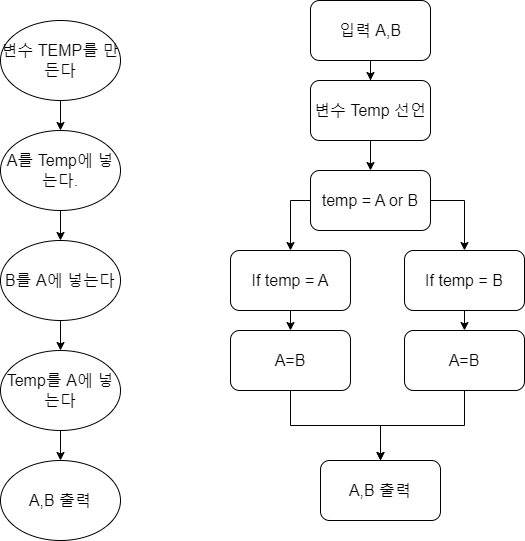 변수 TEMP를 만
든다
A를 Temp에 넣
는다.
B를 A에 넣는다
Temp를 A에 넣
는다
A,B 출력
입력 A,B
변수 Temp 선언
temp = A or B
If temp = A
If temp = B
A=B
A=B
A,B 출력